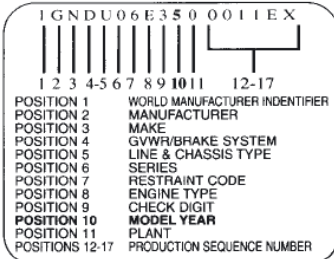 1GNDU06E350 0011EX
1 2 3 4-5 6 7 8 9 10 11 12-17
POSITION 1 WORLD MANUFACTURER INDENTIFIER
POSITION 2 MANUFACTURER
POSITION 3 MAKE
POSITION 4 GVWR/BRAKE SYSTEM
POSITION 5 LINE & CHASSIS TYPE
POSITION 6 SERIES
POSITION 7 RESTRAINT CODE
POSITION 8 ENGINE TYPE
POSITION 9 CHECK DIGIT
POSITION 10 MODEL YEAR
POSITION 11 PLANT
POSITIONS 12-17 PRODUCTION SEQUENCE NUMBER